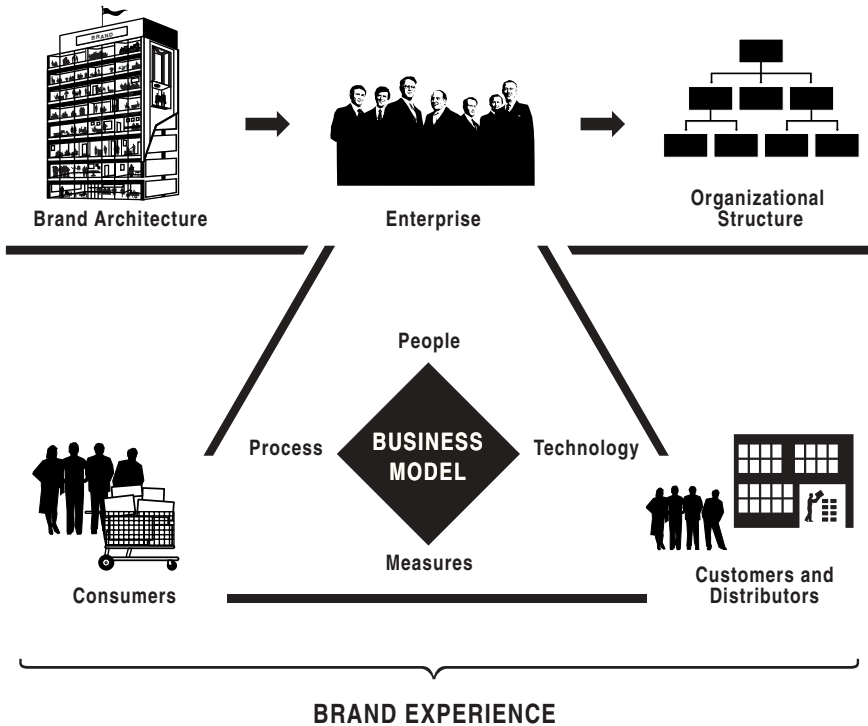 BRAND
Brand Architecture
Enterprise
Organizational
Structure
People
Process
BUSINESS
MODEL
Technology
Measures
Consumers
Customers and
Distributors
BRAND EXPERIENCE